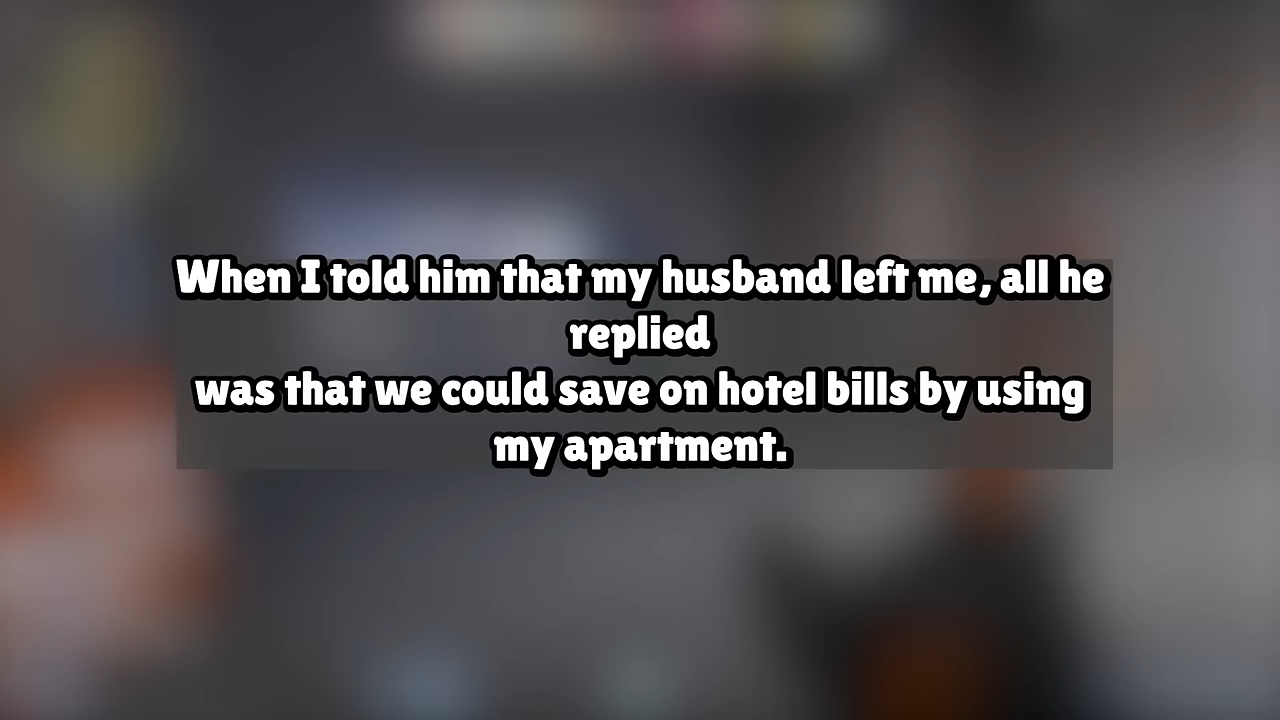 When I told him that my husband left me, all he
replied
was that we could save on hotel bills by using
my apartment.